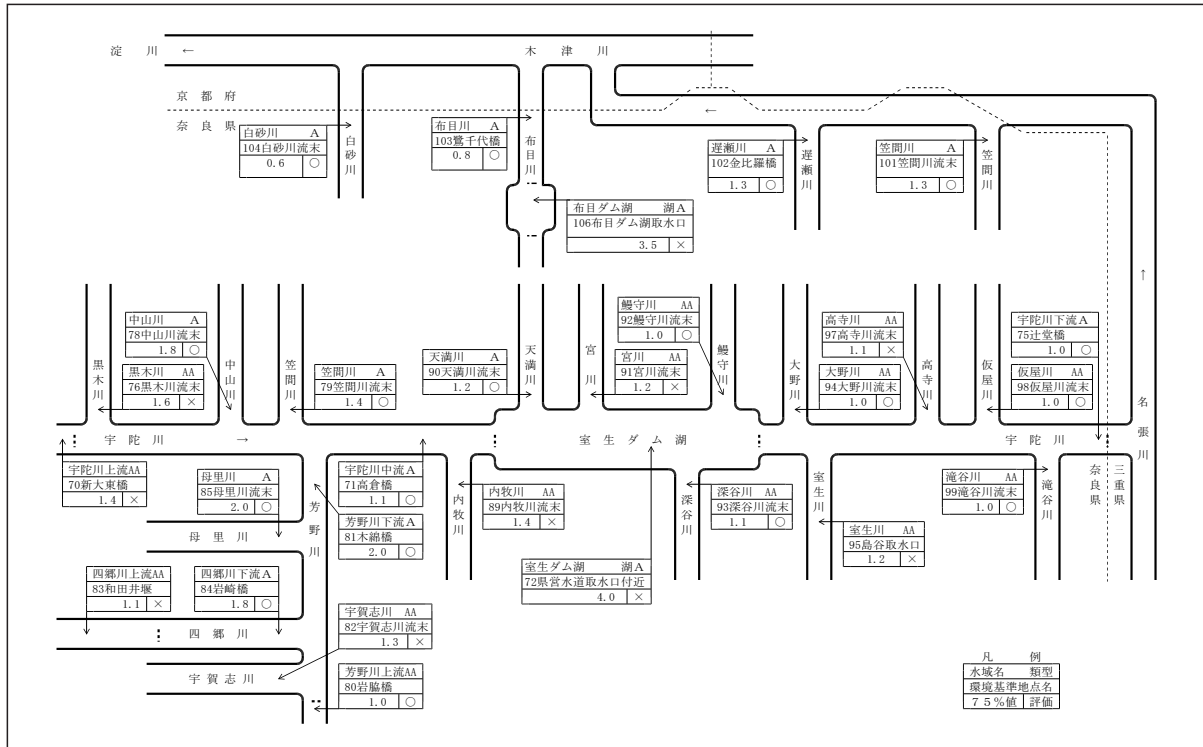 淀川 ←
木津川
京都府
奈良県
←
白砂川 A
104白砂川流末
0.6 ○
白砂川
布目川 A
103鷺千代橋
0.8 ○
布目川
遅瀬川 A
102金比羅橋
1.3 ○
遅瀬川
笠間川 A
101笠間川流末
1.3 ○
笠間川
布目ダム湖 湖A
106布目ダム湖取水口
3.5 ×
→
黒木川
中山川 A
78中山川流末
1.8 ○
黒木川 AA
76黒木川流末
1.6 ×
中山川
笠間川
笠間川 A
79笠間川流末
1.4 ○
天満川 A
90天満川流末
1.2 ○
天満川
宮川
鰻守川 AA
92鰻守川流末
1.0 ○
宮川 AA
91宮川流末
1.2 ×
鰻守川
大野川
高寺川 AA
97高寺川流末
1.1 ×
大野川 AA
94大野川流末
1.0 ○
高寺川
仮屋川
宇陀川下流A
75辻堂橋
1.0 ○
仮屋川 AA
98仮屋川流末
1.0 ○
名張川
宇陀川 →
室生ダム湖
宇陀川
奈良県
三重県
宇陀川上流AA
70新大東橋
1.4 ×
母里川 A
85母里川流末
2.0 ○
母里川
芳野川
宇陀川中流A
71高倉橋
1.1 ○
芳野川下流A
81木綿橋
2.0 ○
内牧川
内牧川 AA
89内牧川流末
1.4 ×
室生ダム湖 湖A
72県営水道取水口付近
4.0 ×
深谷川
深谷川 AA
93深谷川流末
1.1 ○
室生川
室生川 AA
95島谷取水口
1.2 ×
滝谷川 AA
99滝谷川流末
1.0 ○
滝谷川
四郷川上流AA
83和田井堰
1.1 ×
四郷川下流A
84岩崎橋
1.8 ○
四郷川
宇賀志川
宇賀志川 AA
82宇賀志川流末
1.3 ×
芳野川上流AA
80岩脇橋
1.0 ○
凡例
水域名 類型
環境基準地点名
75%値 評価